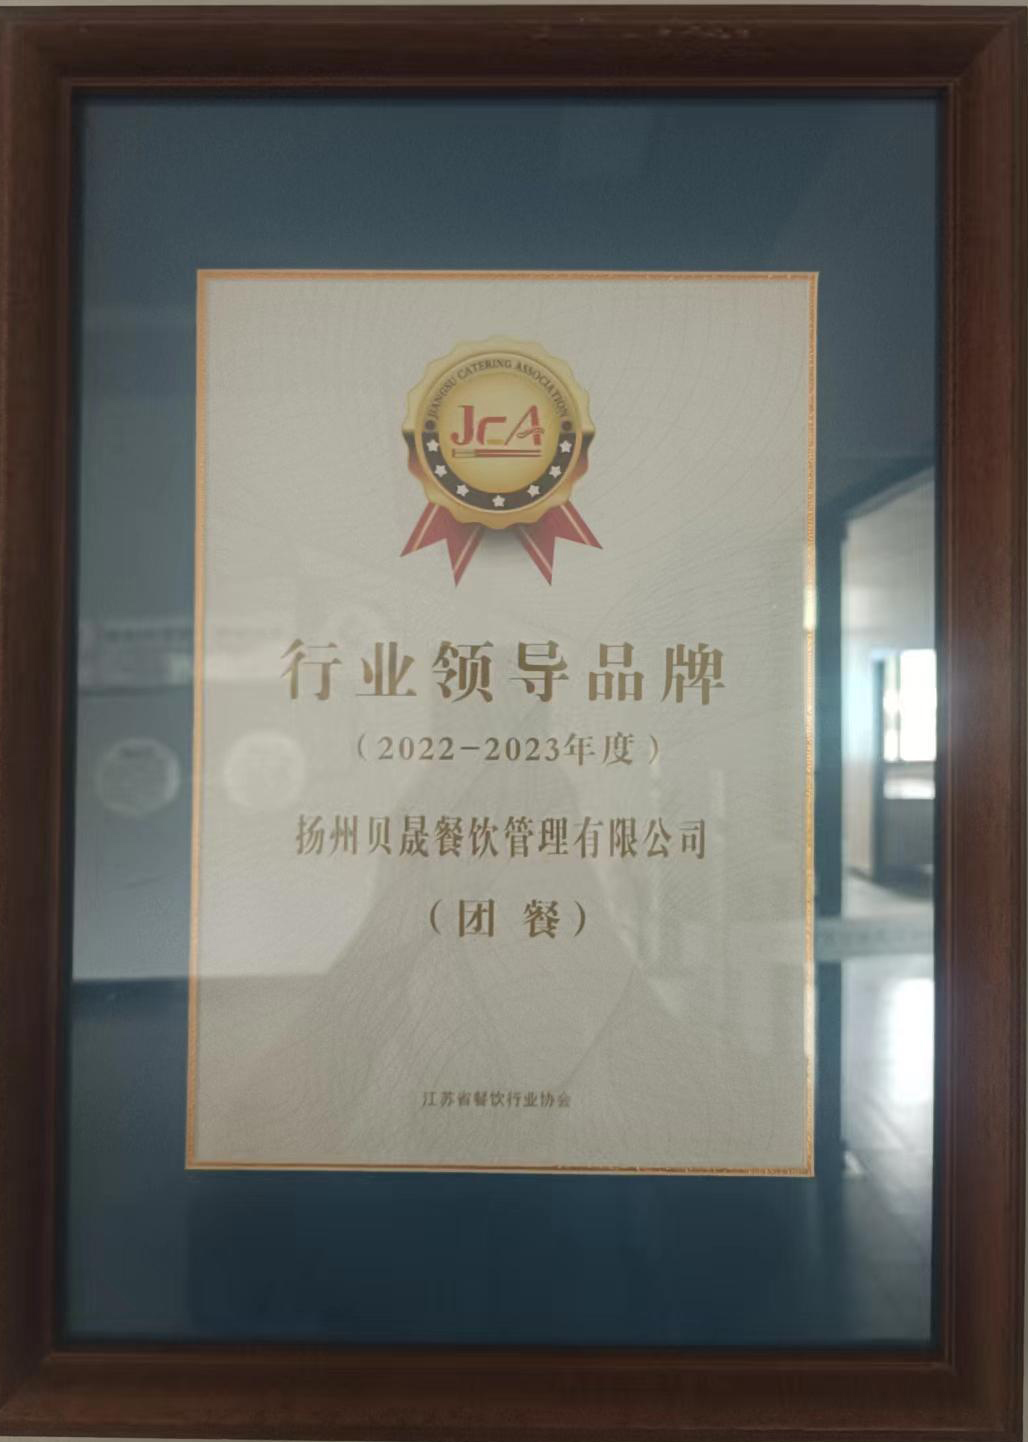 JIANGSU CATERING ASSOCIATION
JCA
行业领导品牌
（2022-2023年度）
扬州贝晟餐饮管理有限公司
（团 餐）
江苏省餐饮行业协会